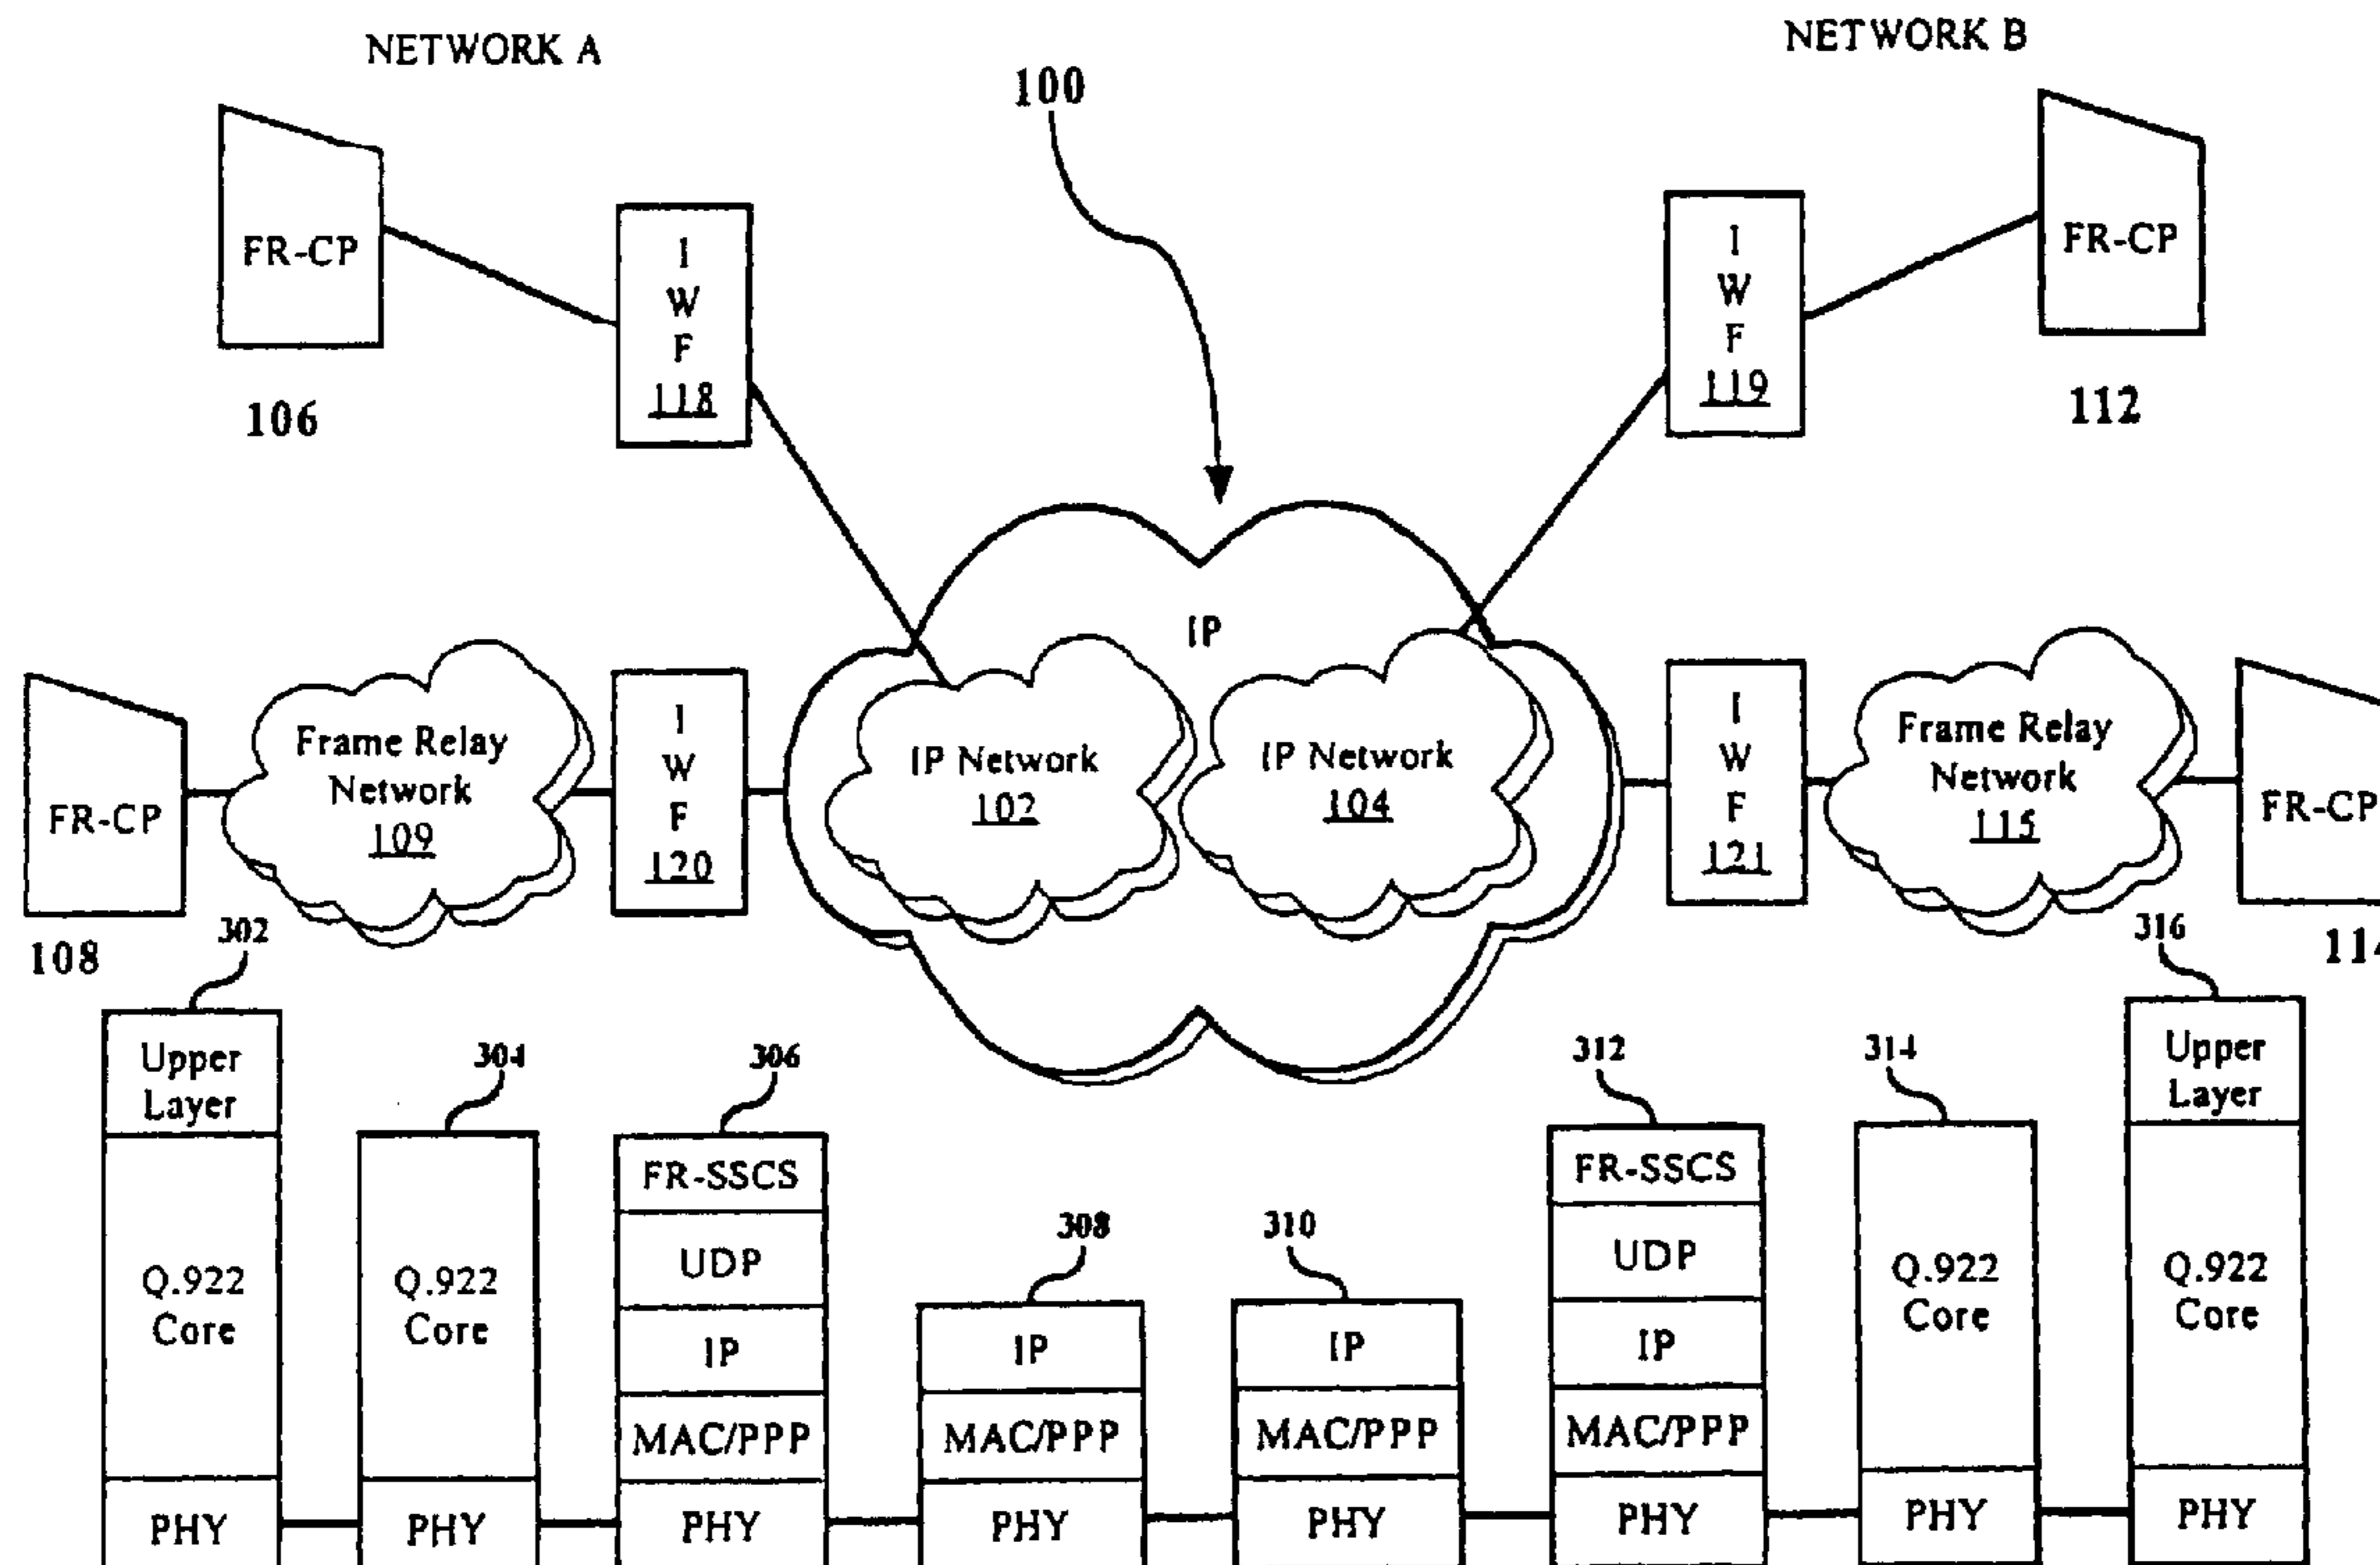 NETWORK A
NETWORK B
100
FR-CP
I
W
F
118
I
W
F
119
FR-CP
106
112
IP
FR-CP
Frame Relay
Network
109
I
W
F
120
IP Network
102
IP Network
104
I
W
F
121
Frame Relay
Network
115
FR-CP
108
302
316
114
Upper
Layer
304
306
312
314
Upper
Layer
FR-SSCS
FR-SSCS
308
310
Q.922
Core
Q.922
Core
UDP
UDP
Q.922
Core
Q.922
Core
IP
IP
IP
IP
MAC/PPP
MAC/PPP
MAC/PPP
MAC/PPP
PHY
PHY
PHY
PHY
PHY
PHY
PHY
PHY